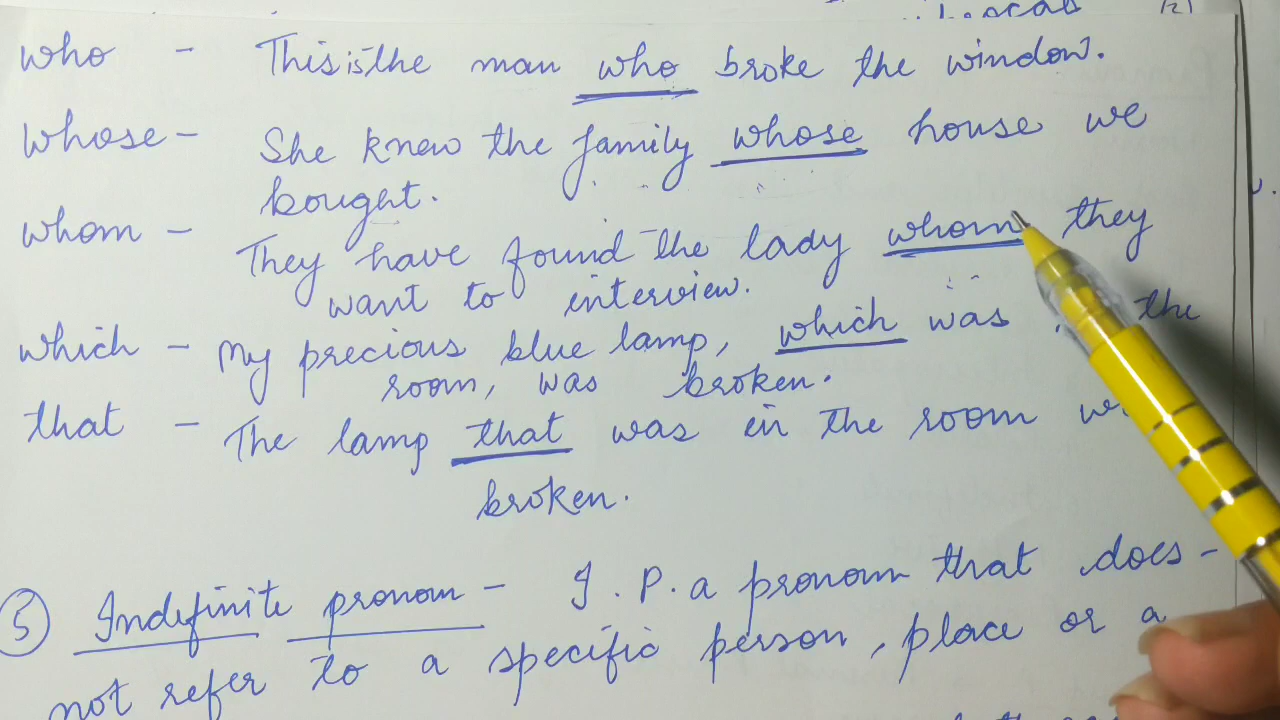 who - This is the man who broke the window.
whose - She knew the family whose house we
bought.
whom - They have found the lady whom they
want to interview.
which - My precious blue lamp, which was the
room, was broken.
that - The lamp that was in the room
broken.
5 Indefinite pronoun - I. P. a pronoun that does-
not refer to a specific person, place or a